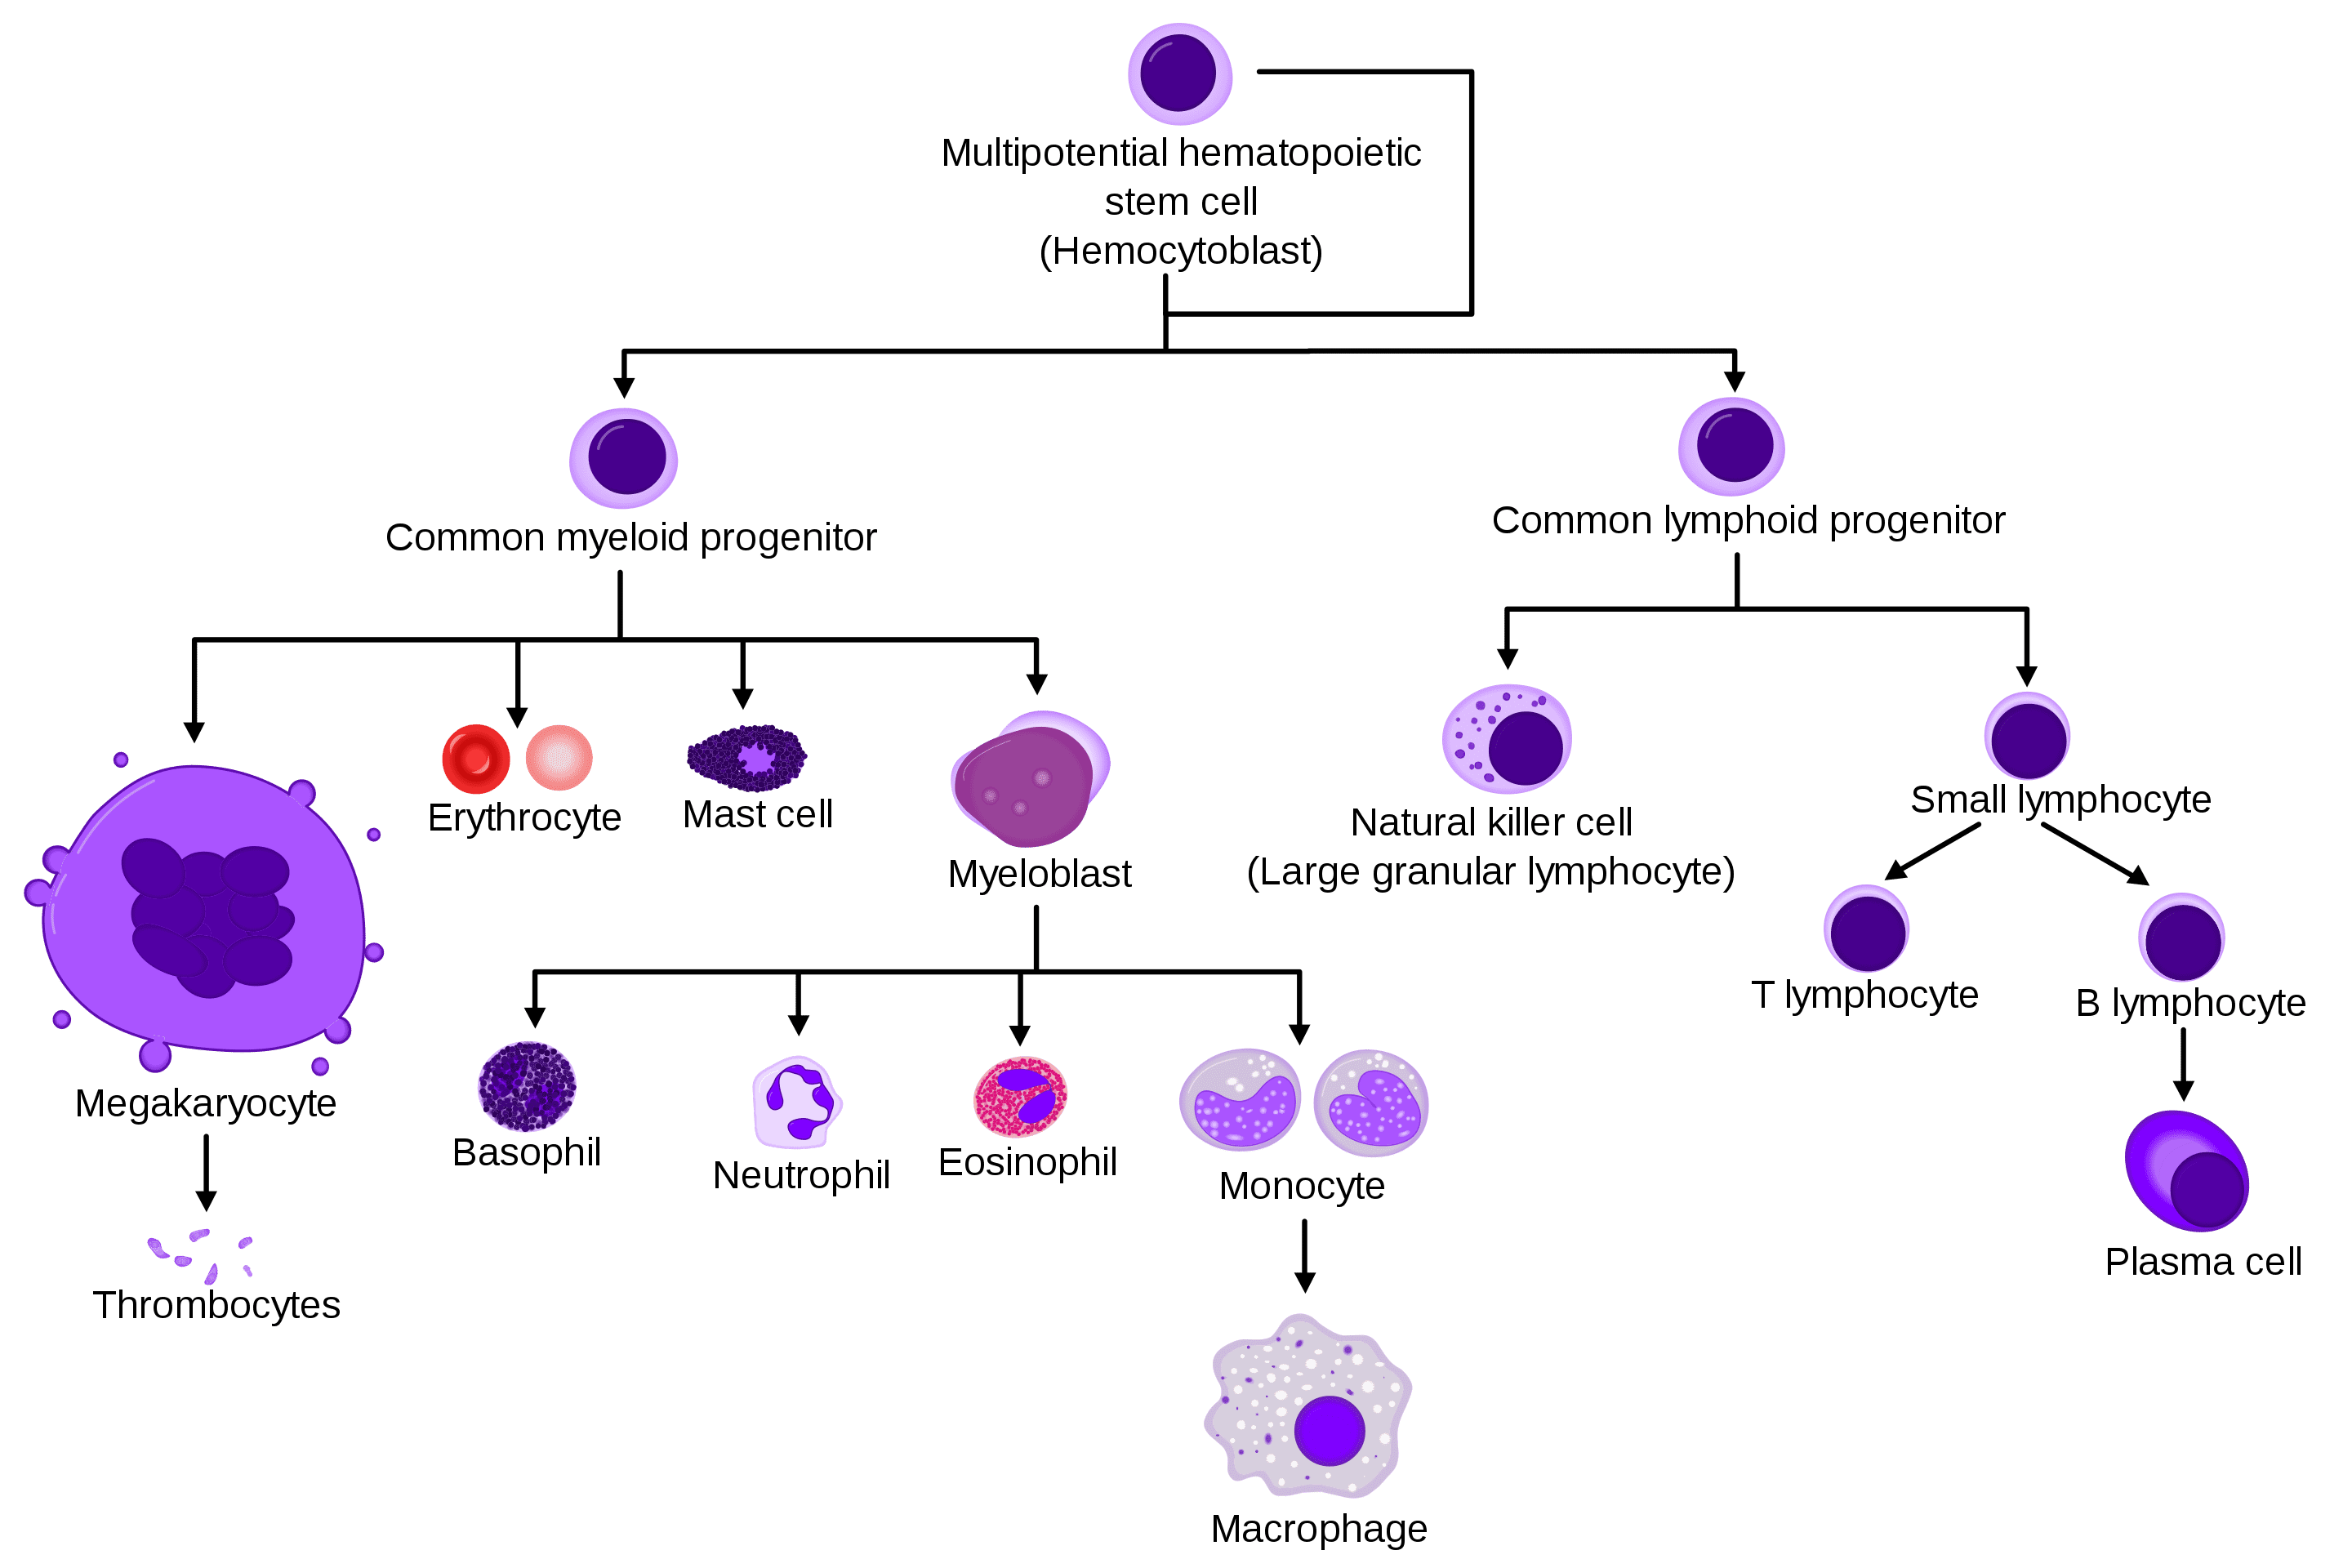 Multipotential hematopoietic
stem cell
(Hemocytoblast)
Common myeloid progenitor
Common lymphoid progenitor
Erythrocyte
Mast cell
Myeloblast
Natural killer cell
(Large granular lymphocyte)
Small lymphocyte
T lymphocyte
B lymphocyte
Megakaryocyte
Basophil
Neutrophil
Eosinophil
Monocyte
Plasma cell
Thrombocytes
Macrophage